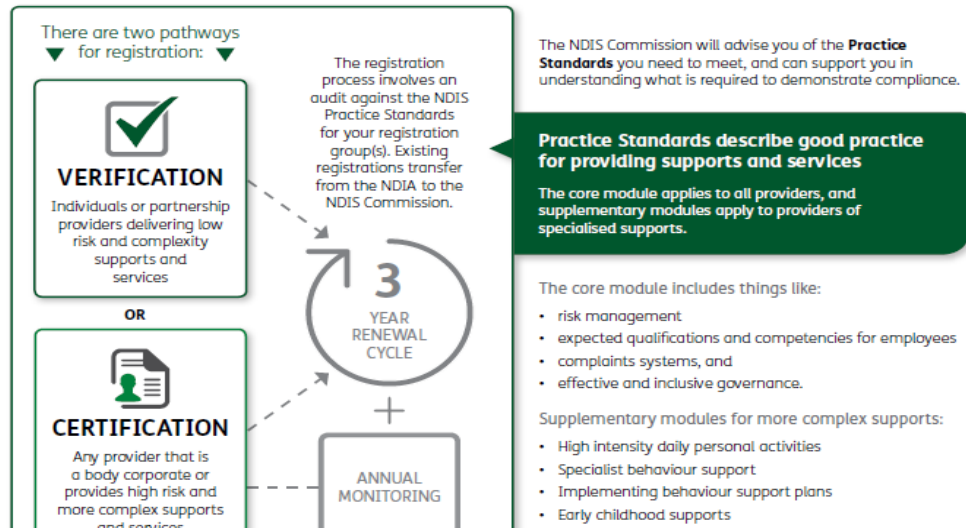 There are two pathways
for registration:
VERIFICATION
Individuals or partnership
providers delivering low
risk and complexity
supports and
services
OR
CERTIFICATION
Any provider that is
a body corporate or
provides high risk and
more complex supports
and services
The registration
process involves an
audit against the NDIS
Practice Standards
for your registration
group(s). Existing
registrations transfer
from the NDIA to the
NDIS Commission.
3
YEAR
RENEWAL
CYCLE
+
ANNUAL
MONITORING
The NDIS Commission will advise you of the Practice
Standards you need to meet, and can support you in
understanding what is required to demonstrate compliance.
Practice Standards describe good practice
for providing supports and services
The core module applies to all providers, and
supplementary modules apply to providers of
specialised supports.
The core module includes things like:
• risk management
• expected qualifications and competencies for employees
• complaints systems, and
• effective and inclusive governance.
Supplementary modules for more complex supports:
• High intensity daily personal activities
• Specialist behaviour support
• Implementing behaviour support plans
• Early childhood supports